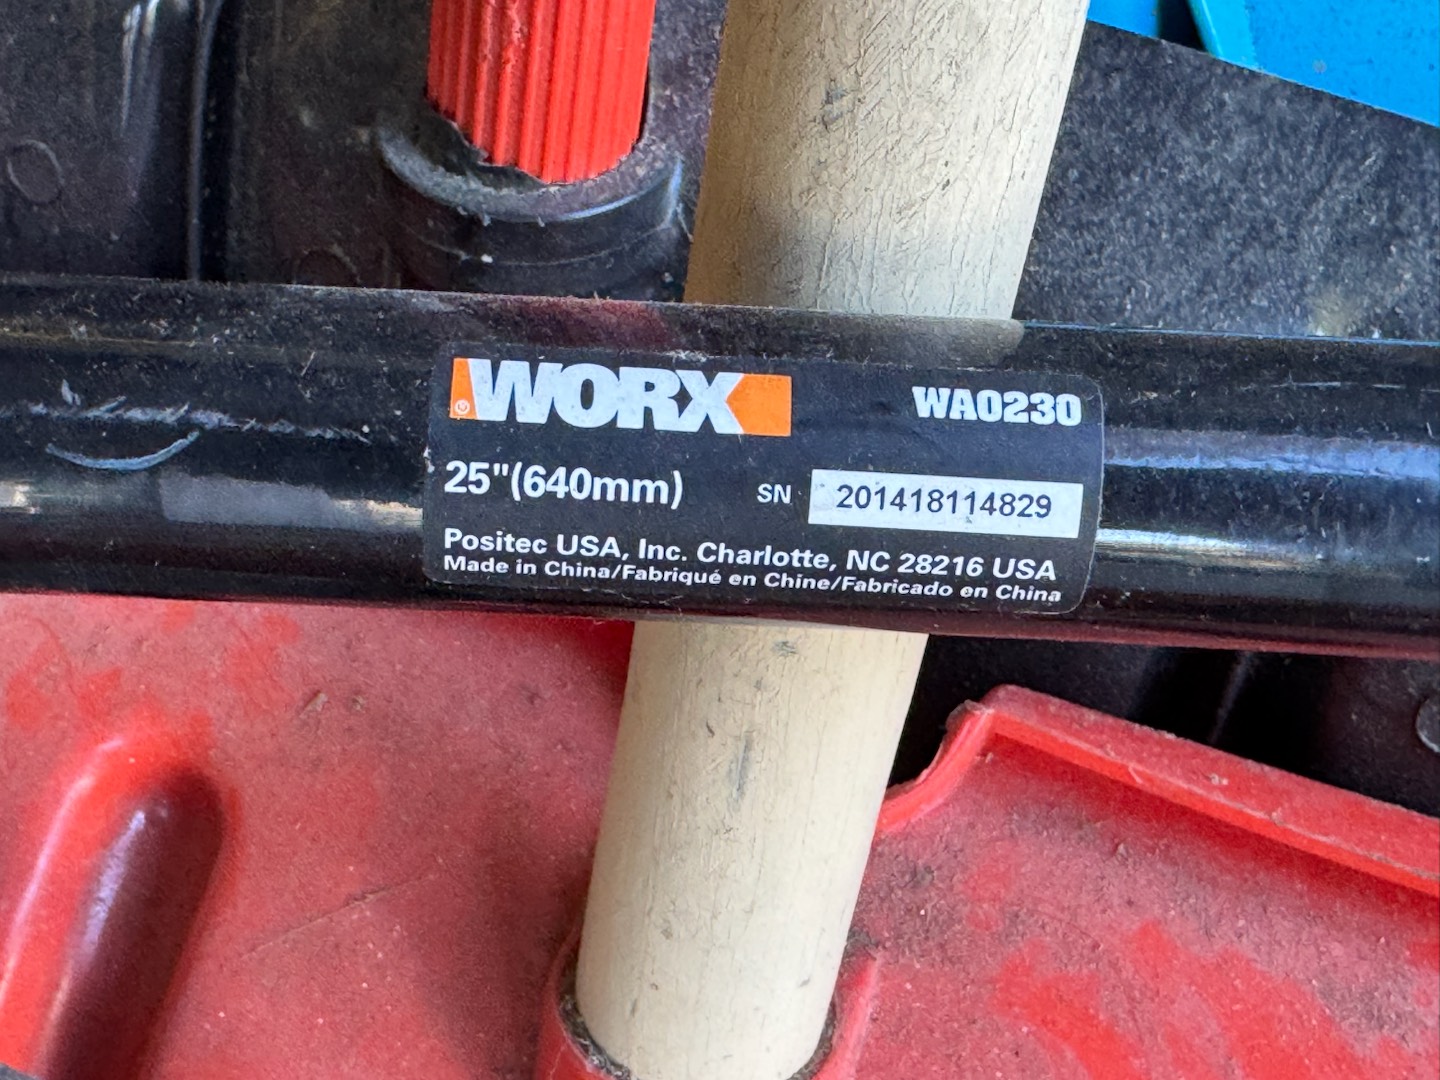 WORX® WA0230
25"(640mm) SN 201418114829
Positec USA, Inc. Charlotte, NC 28216 USA
Made in China/Fabriqué en Chine/Fabricado en China